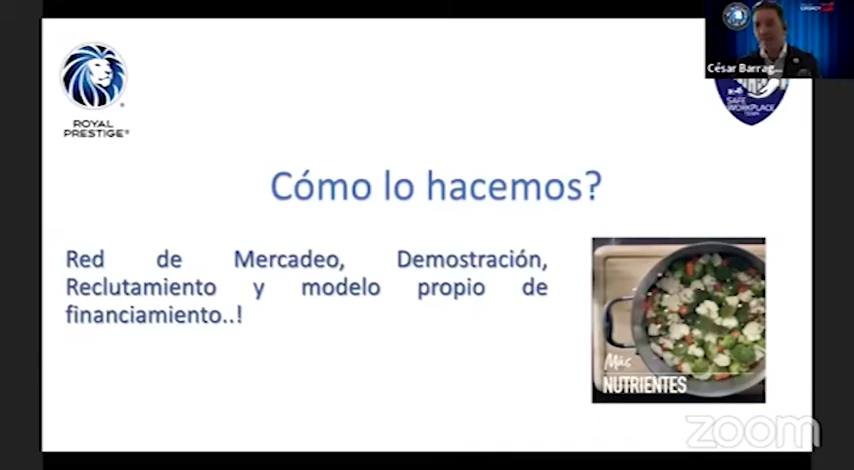 César Barrag...
ROYAL
PRESTIGE®
SAFE
WORKPLACE
Cómo lo hacemos?
Red de Mercadeo, Demostración,
Reclutamiento y modelo propio de
financiamiento..!
Más
NUTRIENTES
zoom